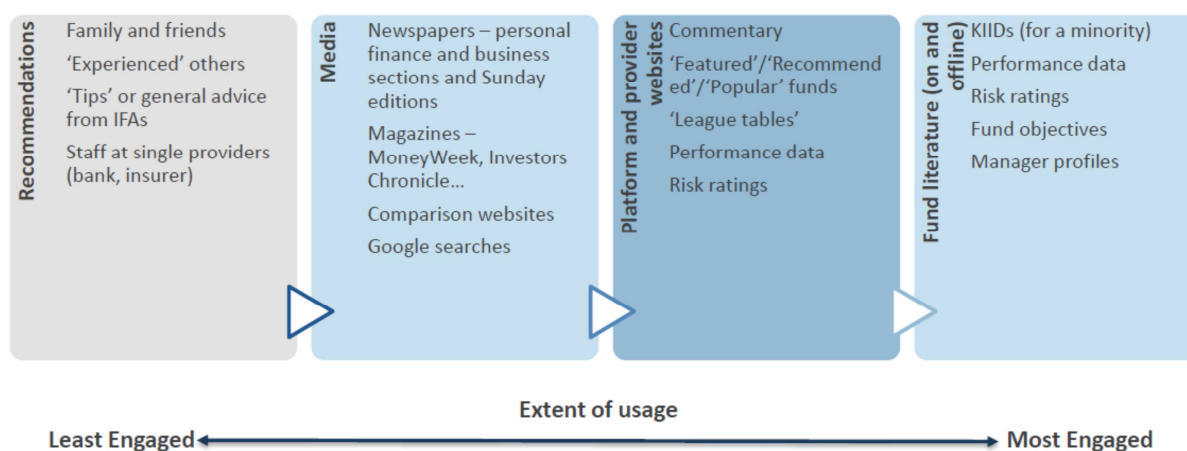 Recommendations
Family and friends
‘Experienced’ others
‘Tips’ or general advice
from IFAs
Staff at single providers
(bank, insurer)
Media
Newspapers – personal
finance and business
sections and Sunday
editions
Magazines –
MoneyWeek, Investors
Chronicle…
Comparison websites
Google searches
Platform and provider
websites
Commentary
‘Featured’/‘Recommend
ed’/‘Popular’ funds
‘League tables’
Performance data
Risk ratings
Fund literature (on and
offline)
KIIDs (for a minority)
Performance data
Risk ratings
Fund objectives
Manager profiles
Extent of usage
Least Engaged
Most Engaged